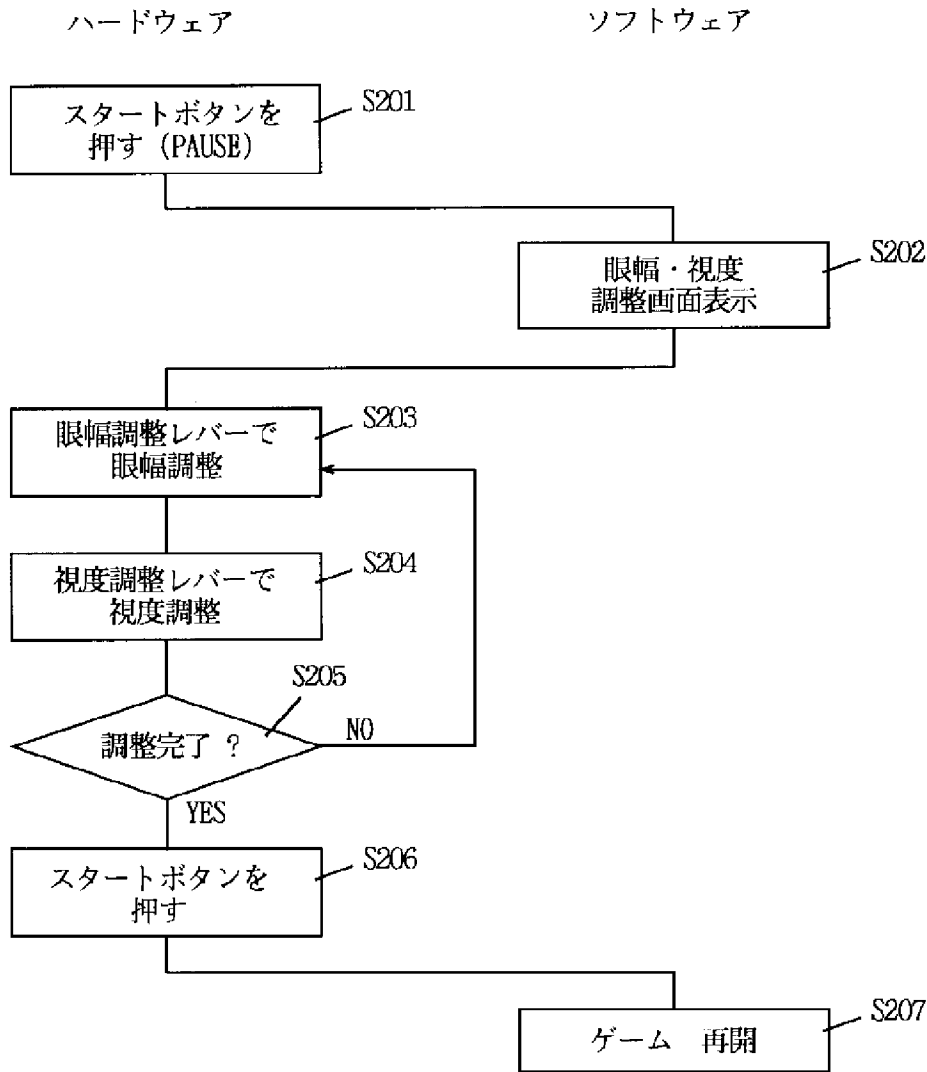 ハードウェア
ソフトウェア
スタートボタンを
押す (PAUSE)
S201
眼幅・視度
調整画面表示
S202
眼幅調整レバーで
眼幅調整
S203
視度調整レバーで
視度調整
S204
調整完了 ?
S205
NO
YES
スタートボタンを
押す
S206
ゲーム 再開
S207